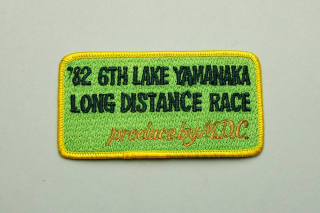 '82 6TH LAKE YAMANAKA
LONG DISTANCE RACE
produce by M.D.C.